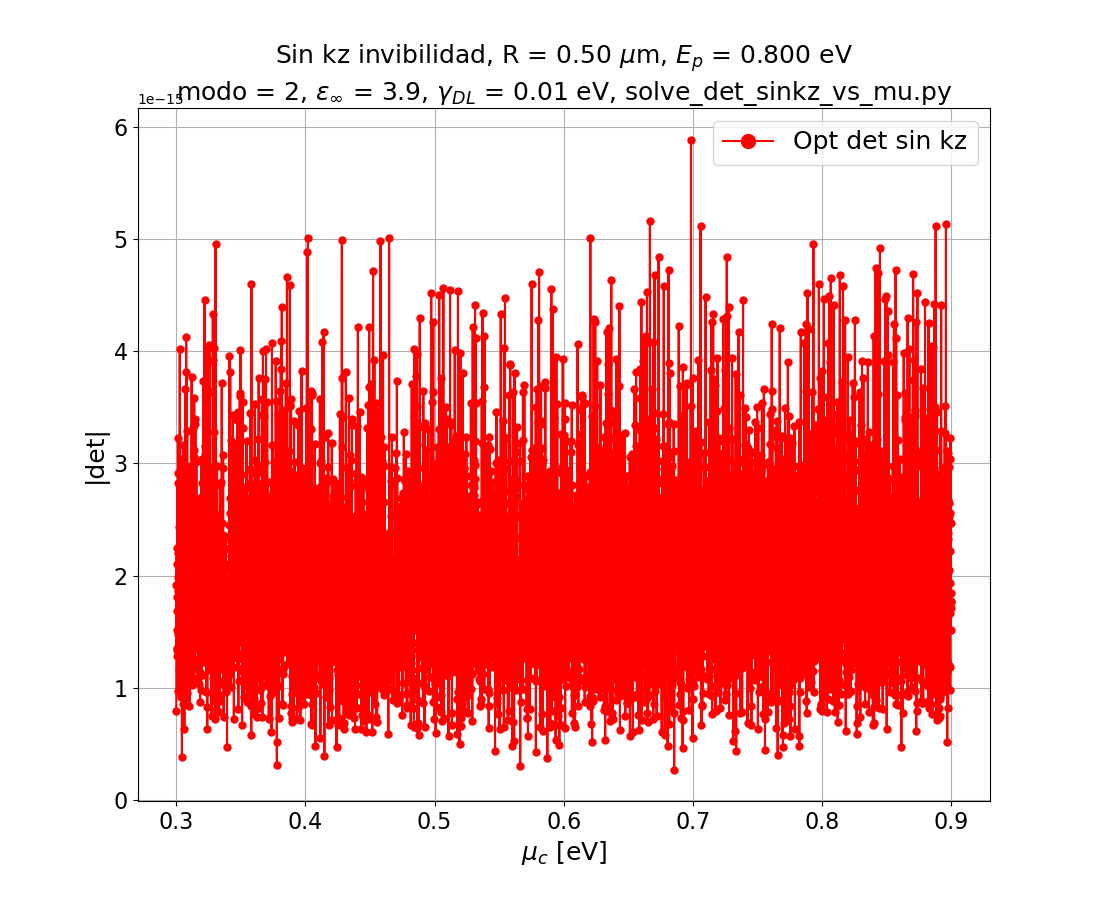 Sin kz invibilidad, R = 0.50 μm, E_p = 0.800 eV
modo = 2, ε_∞ = 3.9, γ_DL = 0.01 eV, solve_det_sinkz_vs_mu.py
1e−15
Opt det sin kz
6
5
4
3
2
1
0
|det|
0.3 0.4 0.5 0.6 0.7 0.8 0.9
μ_c [eV]